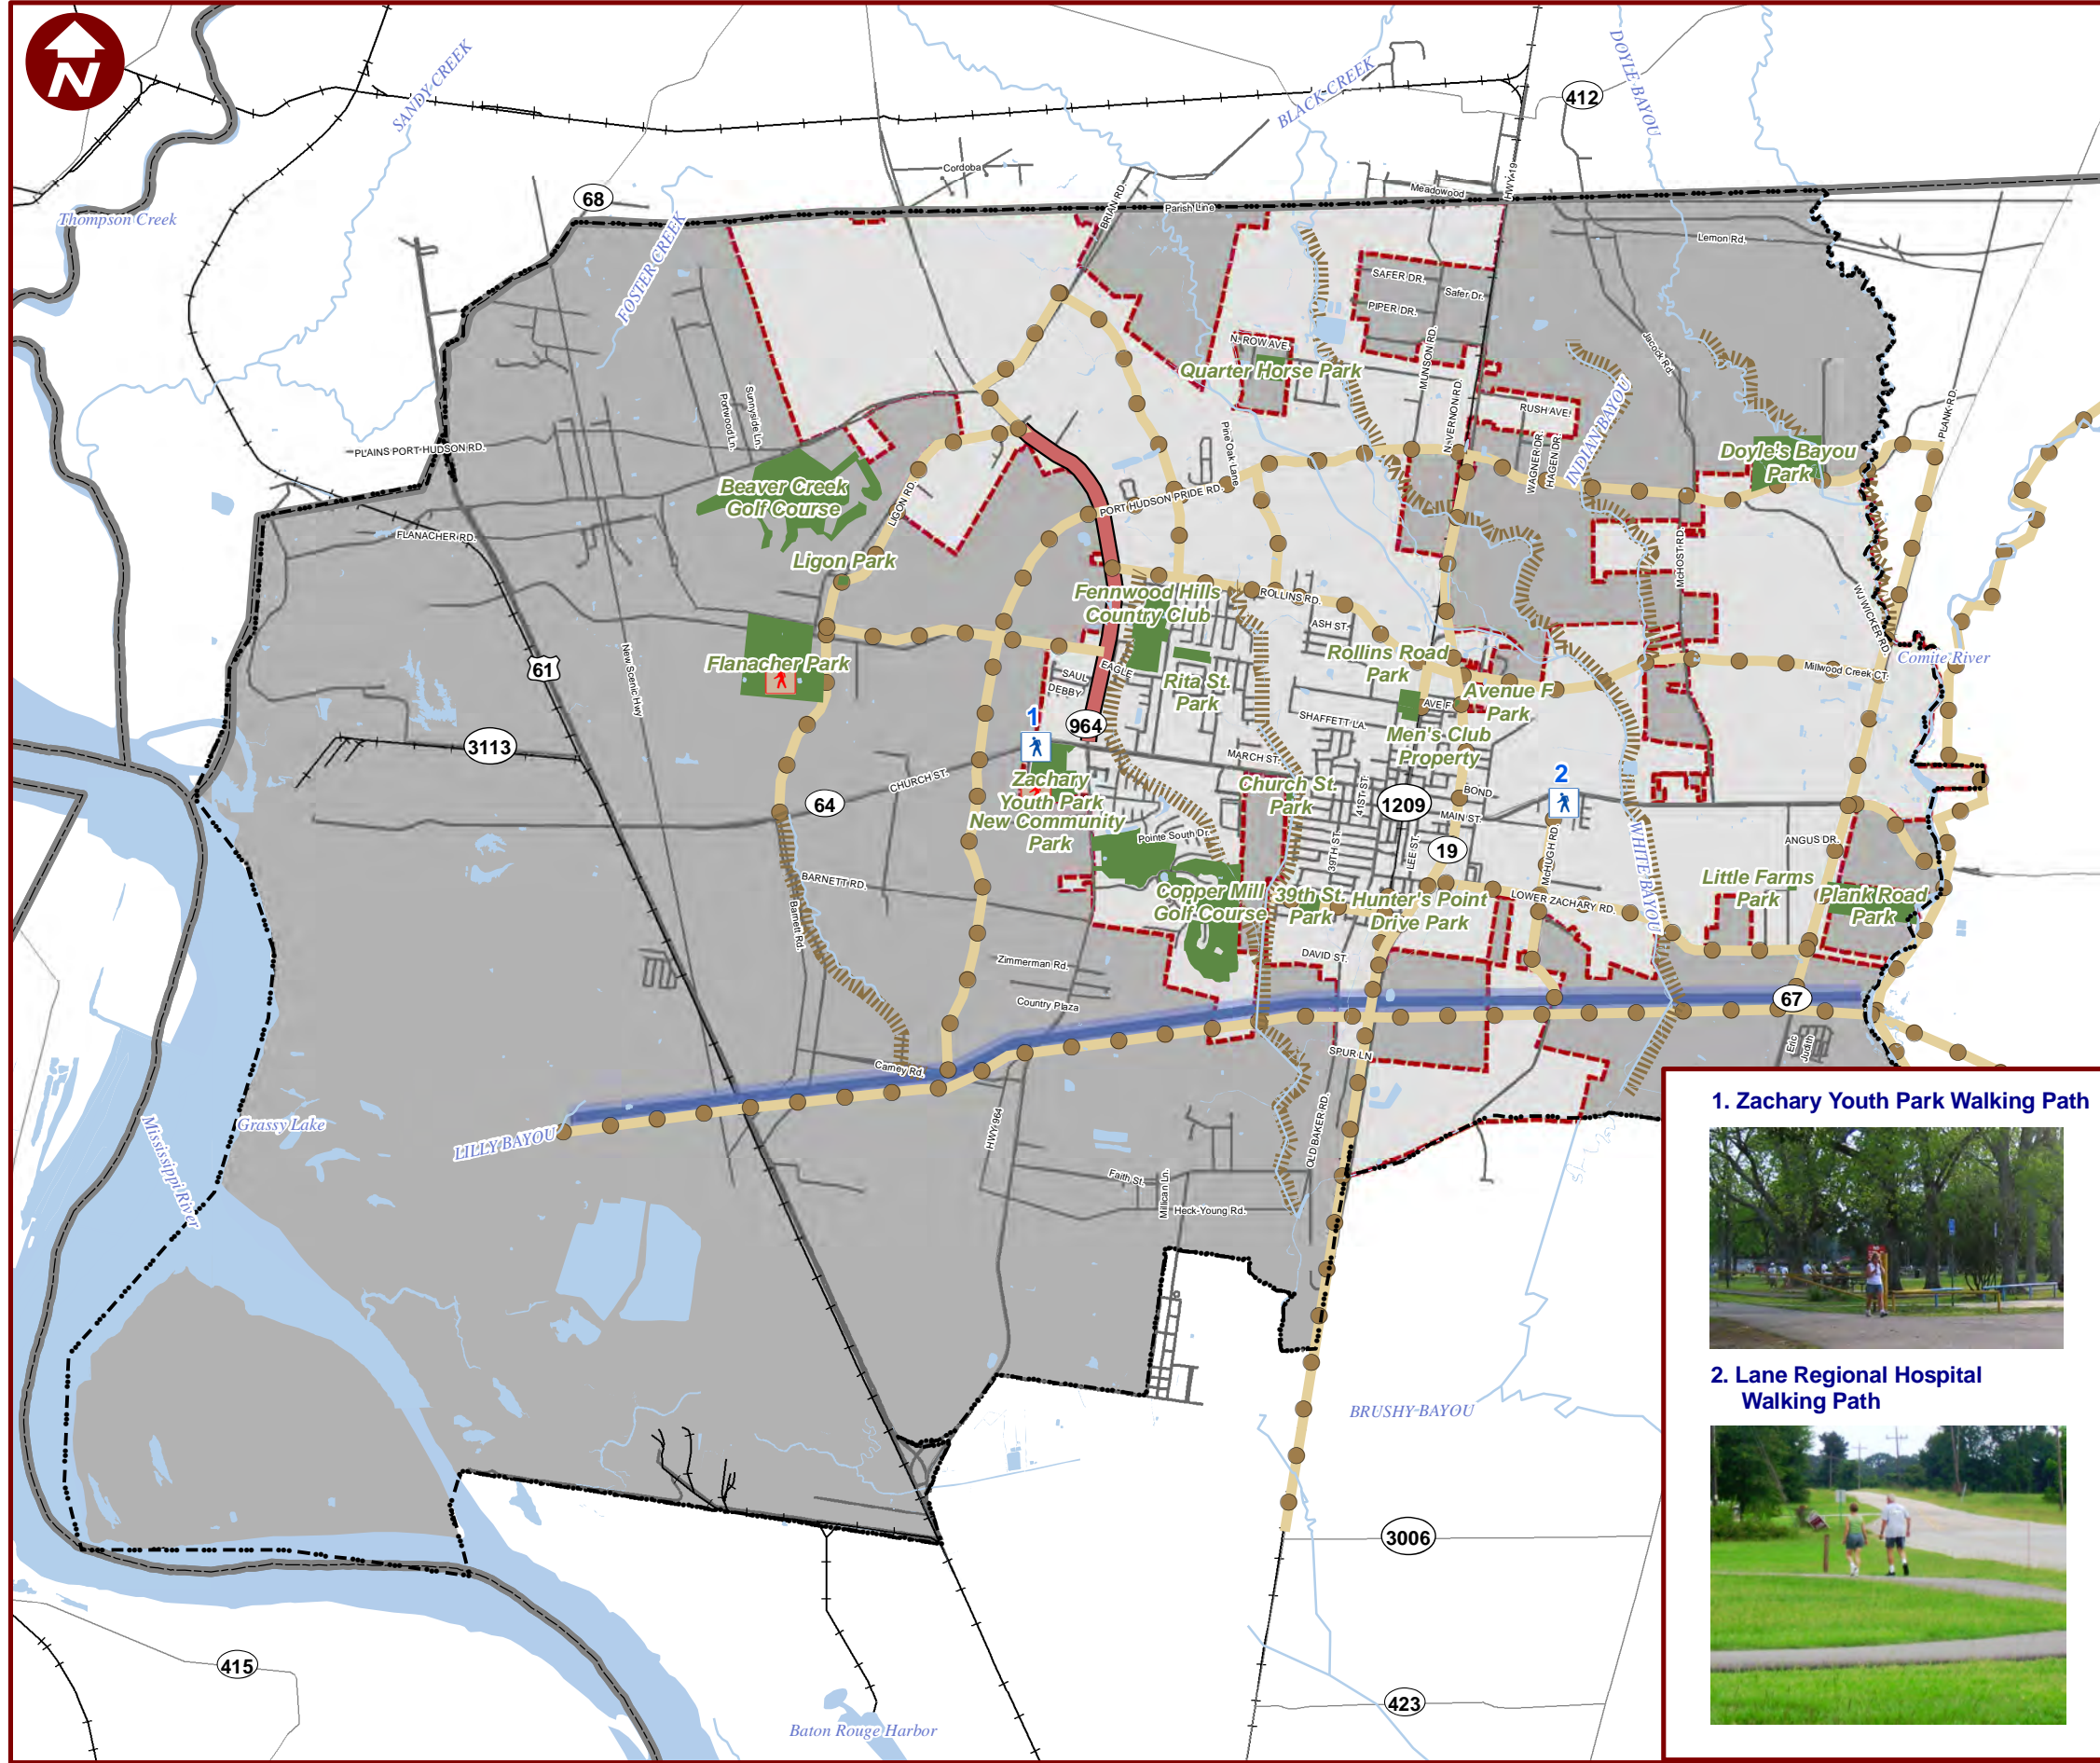 N
SANDY CREEK
BLACK CREEK
DOYLE BAYOU
412
HWY 19
Cordoba
Meadowood
BRIAN RD.
Parish Line
68
Thompson Creek
FOSTER CREEK
Lemon Rd.
SAFER DR.
Safer Dr.
PIPER DR.
MUNSON RD.
N. ROW AVE.
Quarter Horse Park
Jacock Rd.
N. VERNON RD.
RUSH AVE.
INDIAN BAYOU
WAGNER DR.
HAGEN DR.
PLANK RD.
Portwood Ln.
Sunnyside Ln.
Pine Oak Lane
PLAINS PORT HUDSON RD.
Doyle's Bayou
Park
Beaver Creek
Golf Course
LIGON RD.
PORT HUDSON PRIDE RD.
FLANACHER RD.
Ligon Park
McHOST RD.
WJ WICKER RD.
Fennwood Hills
Country Club
ROLLINS RD.
ASH ST.
61
New Scenic Hwy
Flanacher Park
SAUL
DEBBY
EAGLE
Rita St.
Park
Rollins Road
Park
Avenue F
Park
AVE F
Comite River
Millwood Creek CT.
1
964
SHAFFETT LA.
Men's Club
Property
3113
MARCH ST.
2
CHURCH ST.
64
Zachary
Youth Park
New Community
Park
Church St.
Park
41ST ST.
1209
BOND
MAIN ST.
Pointe South Dr.
39TH ST.
LEE ST.
19
McHUGH RD.
WHITE BAYOU
ANGUS DR.
BARNETT RD.
Barnett Rd.
Copper Mill
Golf Course
39th St.
Park
Hunter's Point
Drive Park
LOWER ZACHARY RD.
Little Farms
Park
Plank Road
Park
Zimmerman Rd.
DAVID ST.
Country Plaza
67
SPUR LN
Eric
Judith
Carney Rd.
LILLY BAYOU
Grassy Lake
Mississippi River
HWY 964
OLD BAKER RD.
Faith St.
Millican Ln.
Heck-Young Rd.
BRUSHY BAYOU
3006
415
423
Baton Rouge Harbor
1. Zachary Youth Park Walking Path
2. Lane Regional Hospital
Walking Path